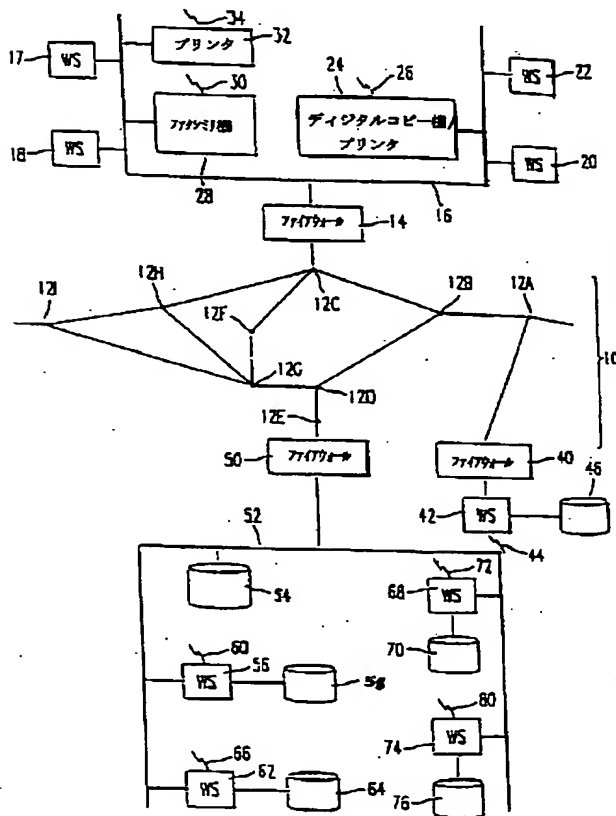 34
プリンタ
32
17
WS
30
ファクシミリ装置
28
18
WS
24
26
ディジタルコピー機/
プリンタ
22
WS
20
WS
16
ファイアウォール
14
12I
12H
12F
12C
12B
12A
12G
12D
12E
10
50
ファイアウォール
ファイアウォール
40
46
42
WS
44
52
54
72
68
WS
70
60
56
WS
58
80
74
WS
76
66
62
WS
64